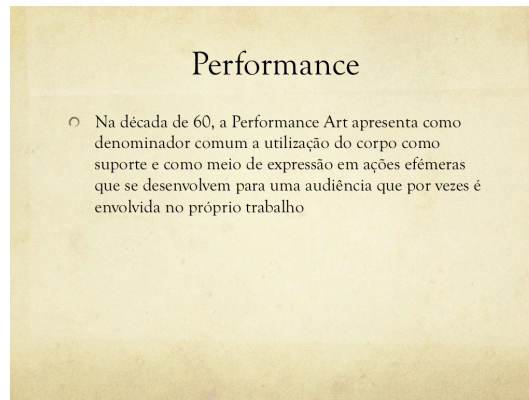 Performance
Na década de 60, a Performance Art apresenta como
denominador comum a utilização do corpo como
suporte e como meio de expressão em ações efémeras
que se desenvolvem para uma audiência que por vezes é
envolvida no próprio trabalho